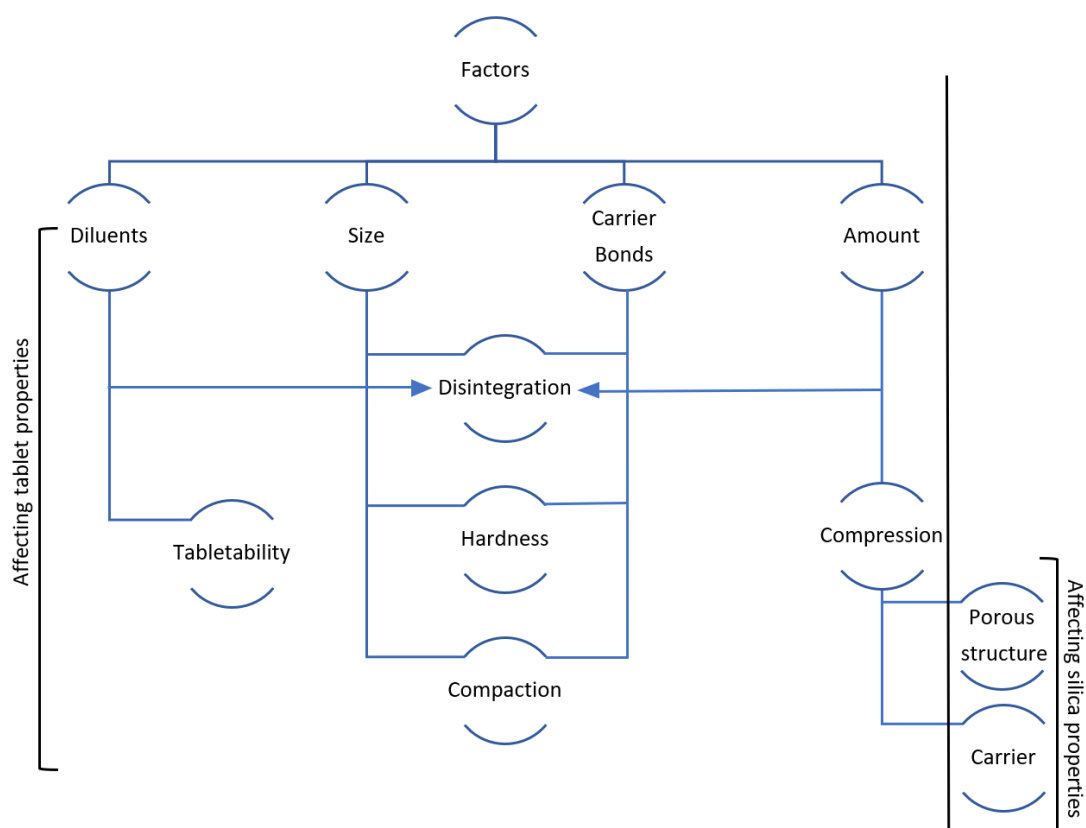 Factors
Diluents
Size
Carrier
Bonds
Amount
Disintegration
Tabletability
Hardness
Compression
Compaction
Porous
structure
Carrier
Affecting tablet properties
Affecting silica properties